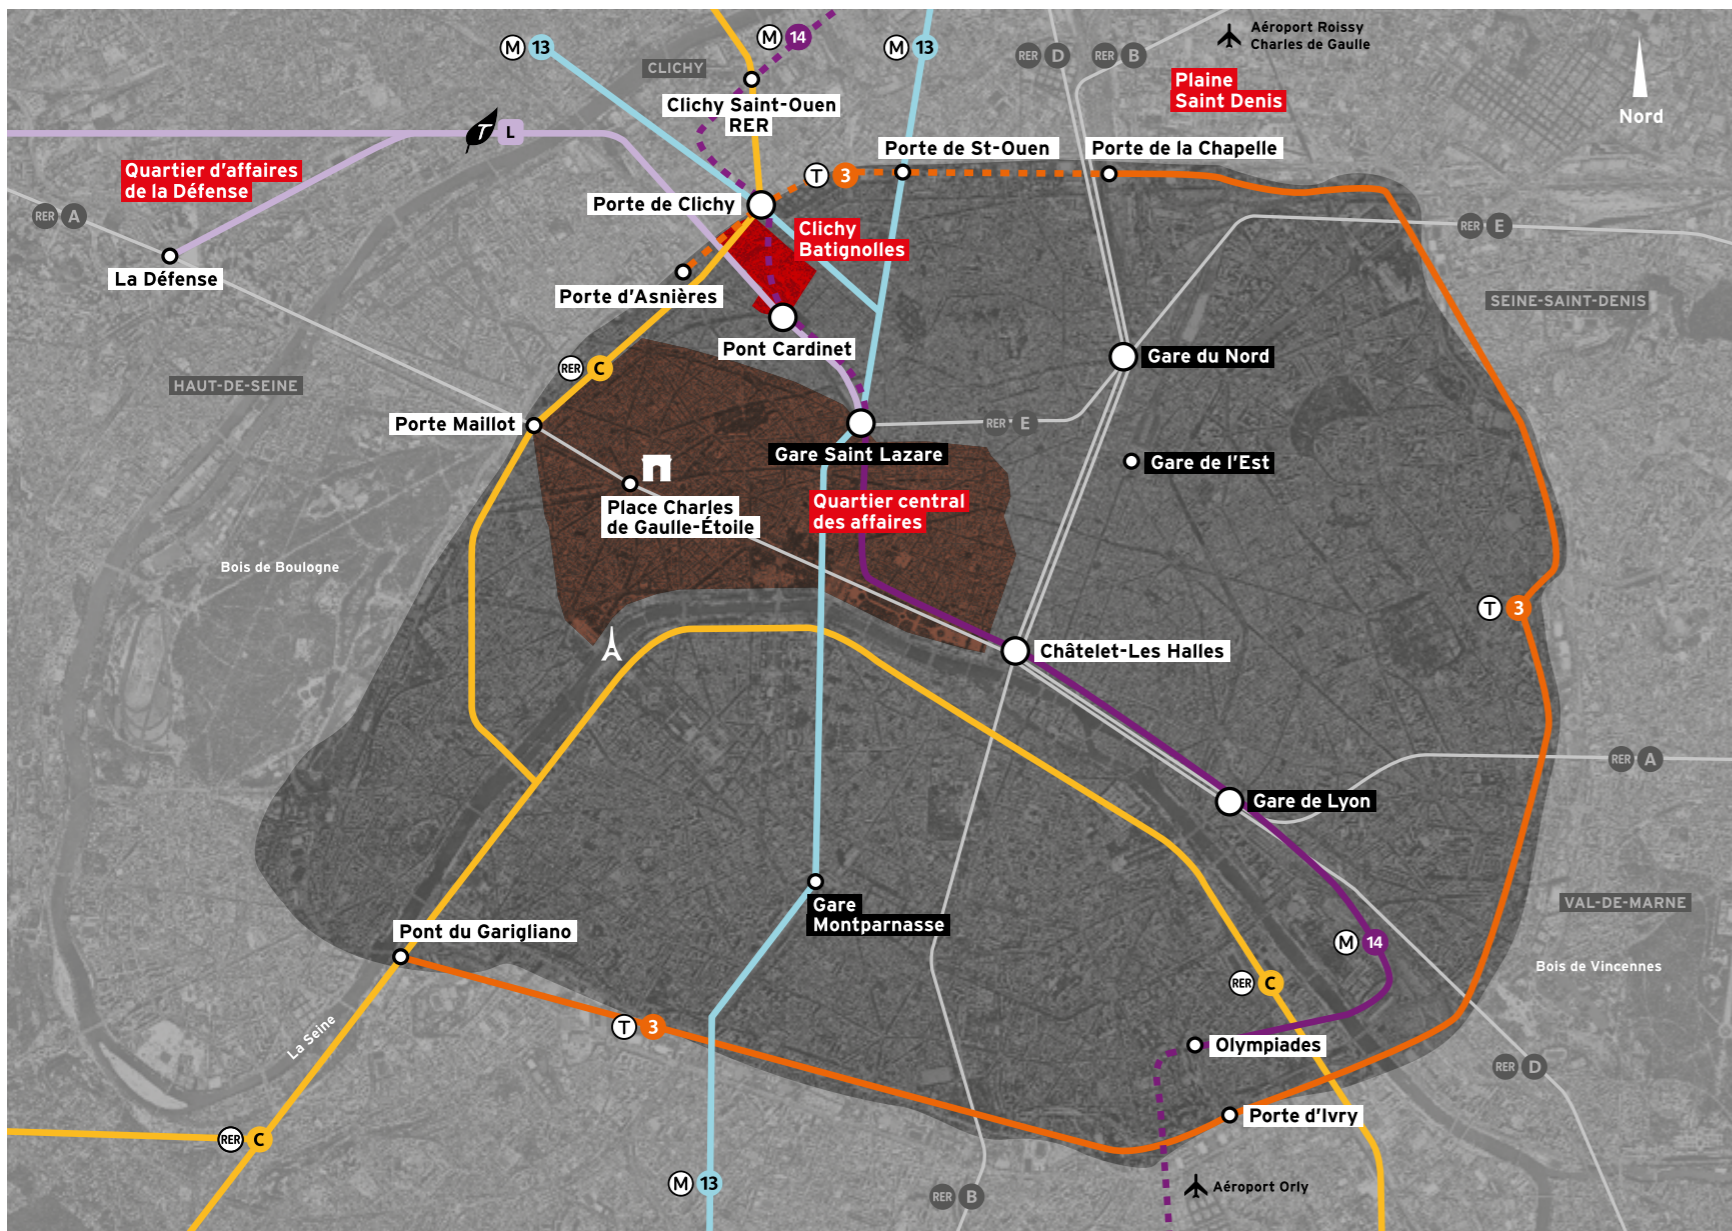 M 13
M 14
M 13
RER D
RER B
Aéroport Roissy
Charles de Gaulle
CLICHY
Plaine
Saint Denis
Nord
Clichy Saint-Ouen
RER
T L
Porte de St-Ouen
Porte de la Chapelle
Quartier d'affaires
de la Défense
T 3
Porte de Clichy
RER A
Clichy
Batignolles
RER E
La Défense
Porte d'Asnières
SEINE-SAINT-DENIS
Pont Cardinet
Gare du Nord
RER C
HAUT-DE-SEINE
Porte Maillot
RER E
Gare Saint Lazare
Gare de l'Est
Place Charles
de Gaulle-Étoile
Quartier central
des affaires
Bois de Boulogne
T 3
Châtelet-Les Halles
RER A
Gare de Lyon
Gare
Montparnasse
VAL-DE-MARNE
Pont du Garigliano
M 14
Bois de Vincennes
RER C
La Seine
T 3
Olympiades
RER D
Porte d'Ivry
RER C
M 13
RER B
Aéroport Orly